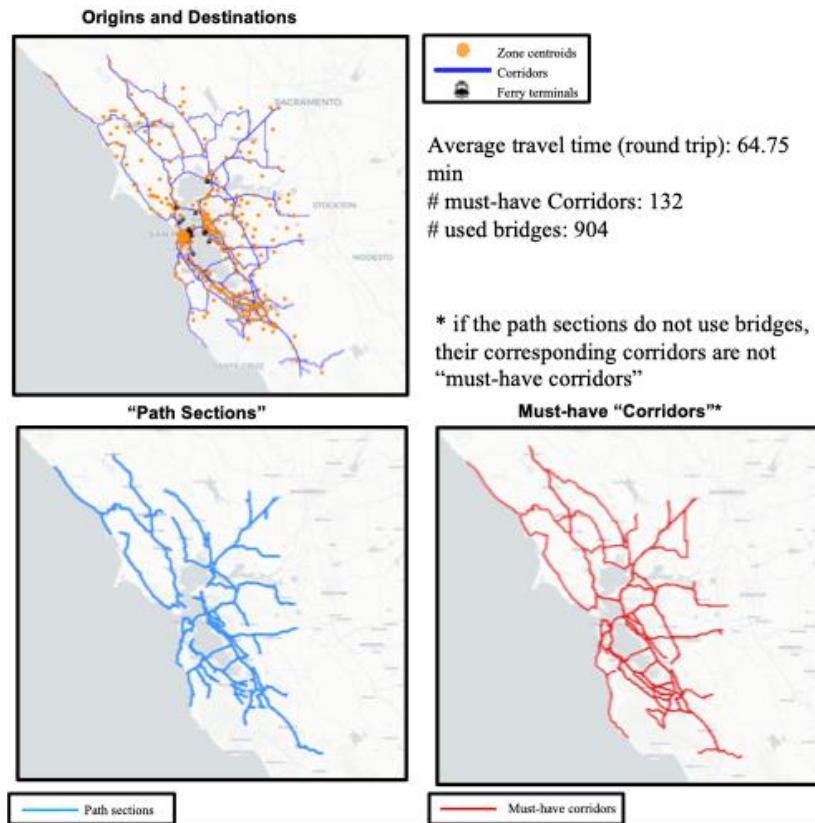 Origins and Destinations
SACRAMENTO
STOCKTON
MODESTO
SANTA CRUZ
Zone centroids
Corridors
Ferry terminals
Average travel time (round trip): 64.75
min
# must-have Corridors: 132
# used bridges: 904
* if the path sections do not use bridges,
their corresponding corridors are not
“must-have corridors”
“Path Sections”
Must-have “Corridors”*
Path sections
Must-have corridors